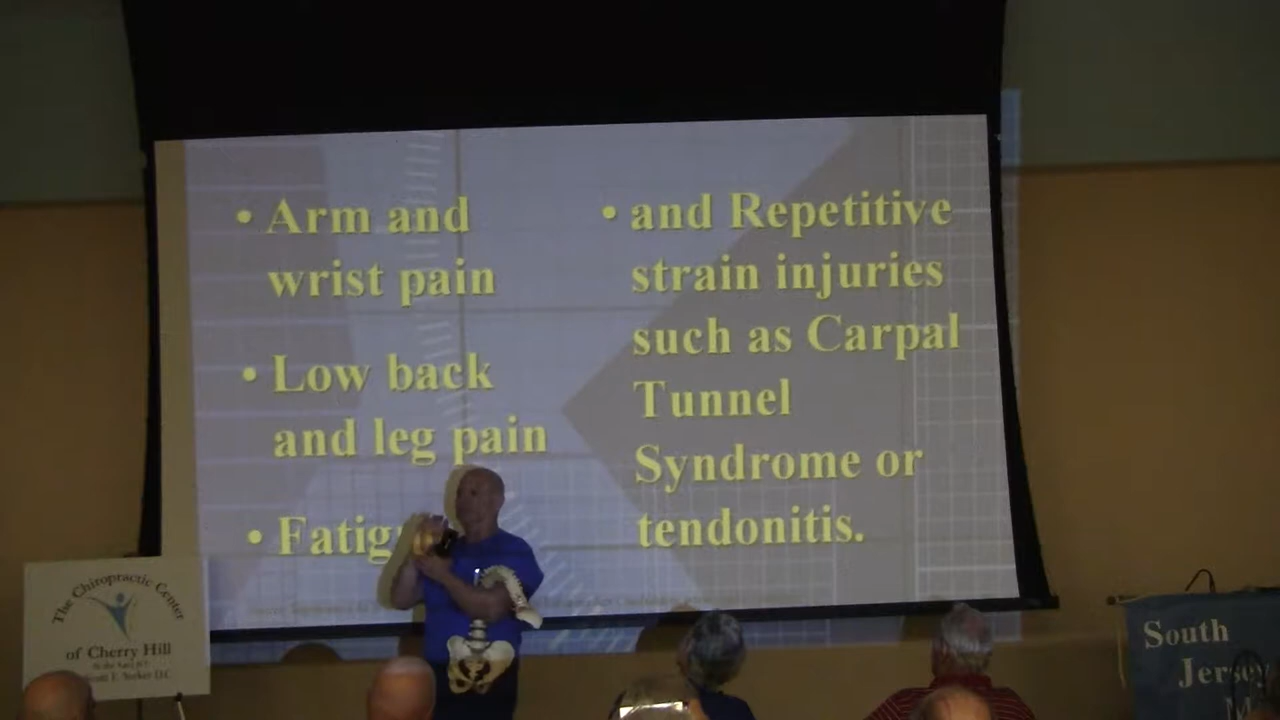 • Arm and
wrist pain
• Low back
and leg pain
• Fatig
• and Repetitive
strain injuries
such as Carpal
Tunnel
Syndrome or
tendonitis.
The Chiropractic Center
of Cherry Hill
South
Jersey
M